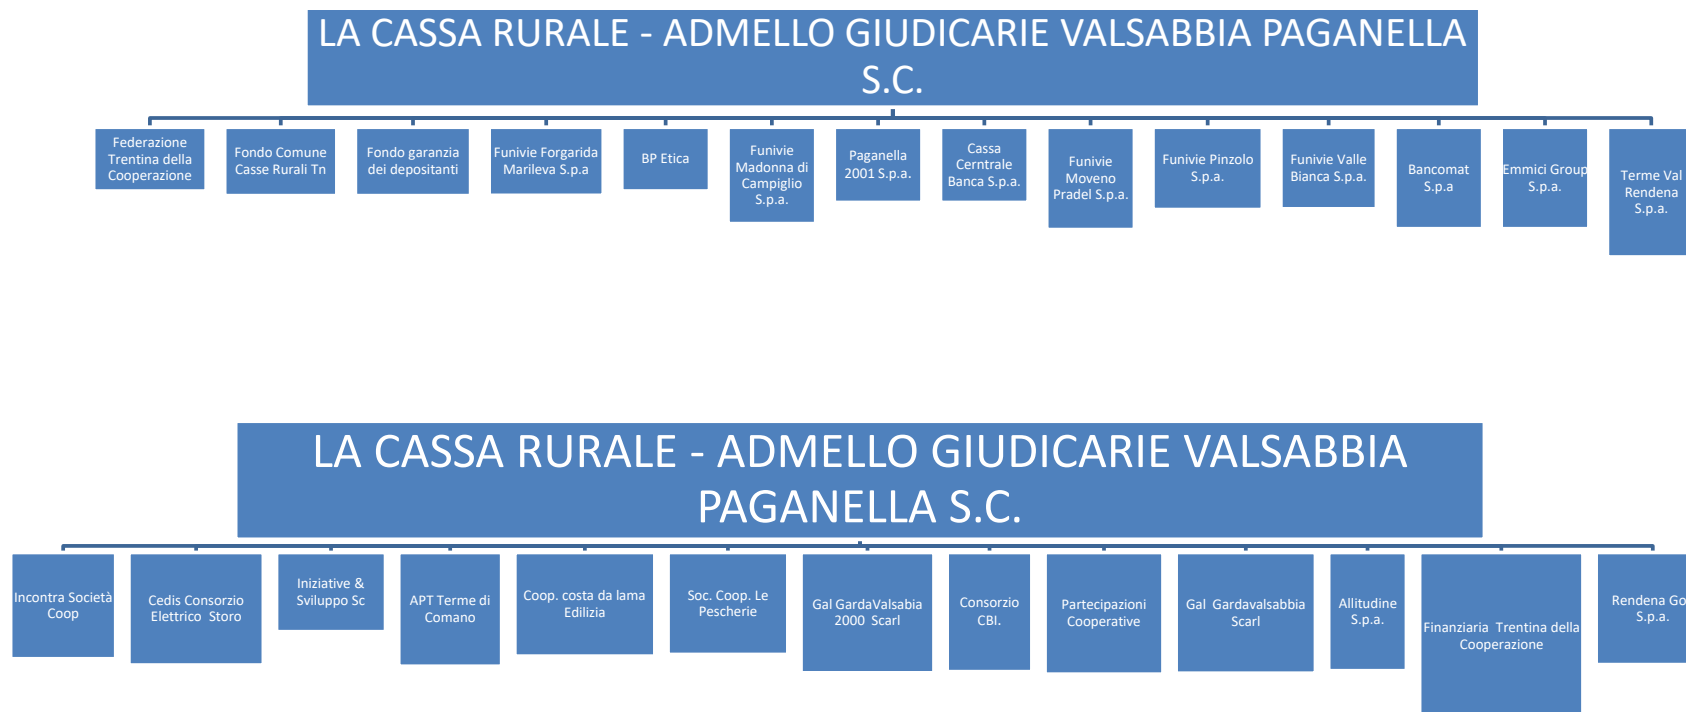 LA CASSA RURALE - ADMELLO GIUDICARIE VALSABBIA PAGANELLA
S.C.
Federazione
Trentina della
Cooperazione
Fondo Comune
Casse Rurali Tn
Fondo garanzia
dei depositanti
Funivie Forgarida
Marileva S.p.a
BP Etica
Funivie
Madonna di
Campiglio
S.p.a.
Paganella
2001 S.p.a.
Cassa
Cerntrale
Banca S.p.a.
Funivie
Moveno
Pradel S.p.a.
Funivie Pinzolo
S.p.a.
Funivie Valle
Bianca S.p.a.
Bancomat
S.p.a
Emmici Group
S.p.a.
Terme Val
Rendena
S.p.a.
LA CASSA RURALE - ADMELLO GIUDICARIE VALSABBIA
PAGANELLA S.C.
Incontra Società
Coop
Cedis Consorzio
Elettrico Storo
Iniziative &
Sviluppo Sc
APT Terme di
Comano
Coop. costa da lama
Edilizia
Soc. Coop. Le
Pescherie
Gal GardaValsabia
2000 Scarl
Consorzio
CBI.
Partecipazioni
Cooperative
Gal Gardavalsabbia
Scarl
Allitudine
S.p.a.
Finanziaria Trentina della
Cooperazione
Rendena Go
S.p.a.